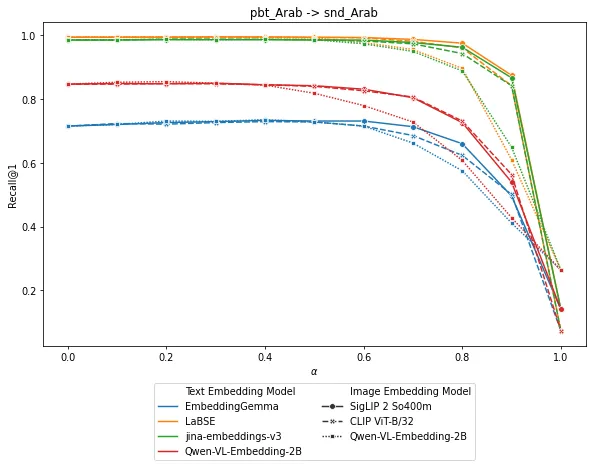 pbt_Arab -> snd_Arab
Recall@1
1.0
0.8
0.6
0.4
0.2
0.0 0.2 0.4 0.6 0.8 1.0
α
Text Embedding Model
EmbeddingGemma
LaBSE
jina-embeddings-v3
Qwen-VL-Embedding-2B
Image Embedding Model
SigLIP 2 So400m
CLIP ViT-B/32
Qwen-VL-Embedding-2B